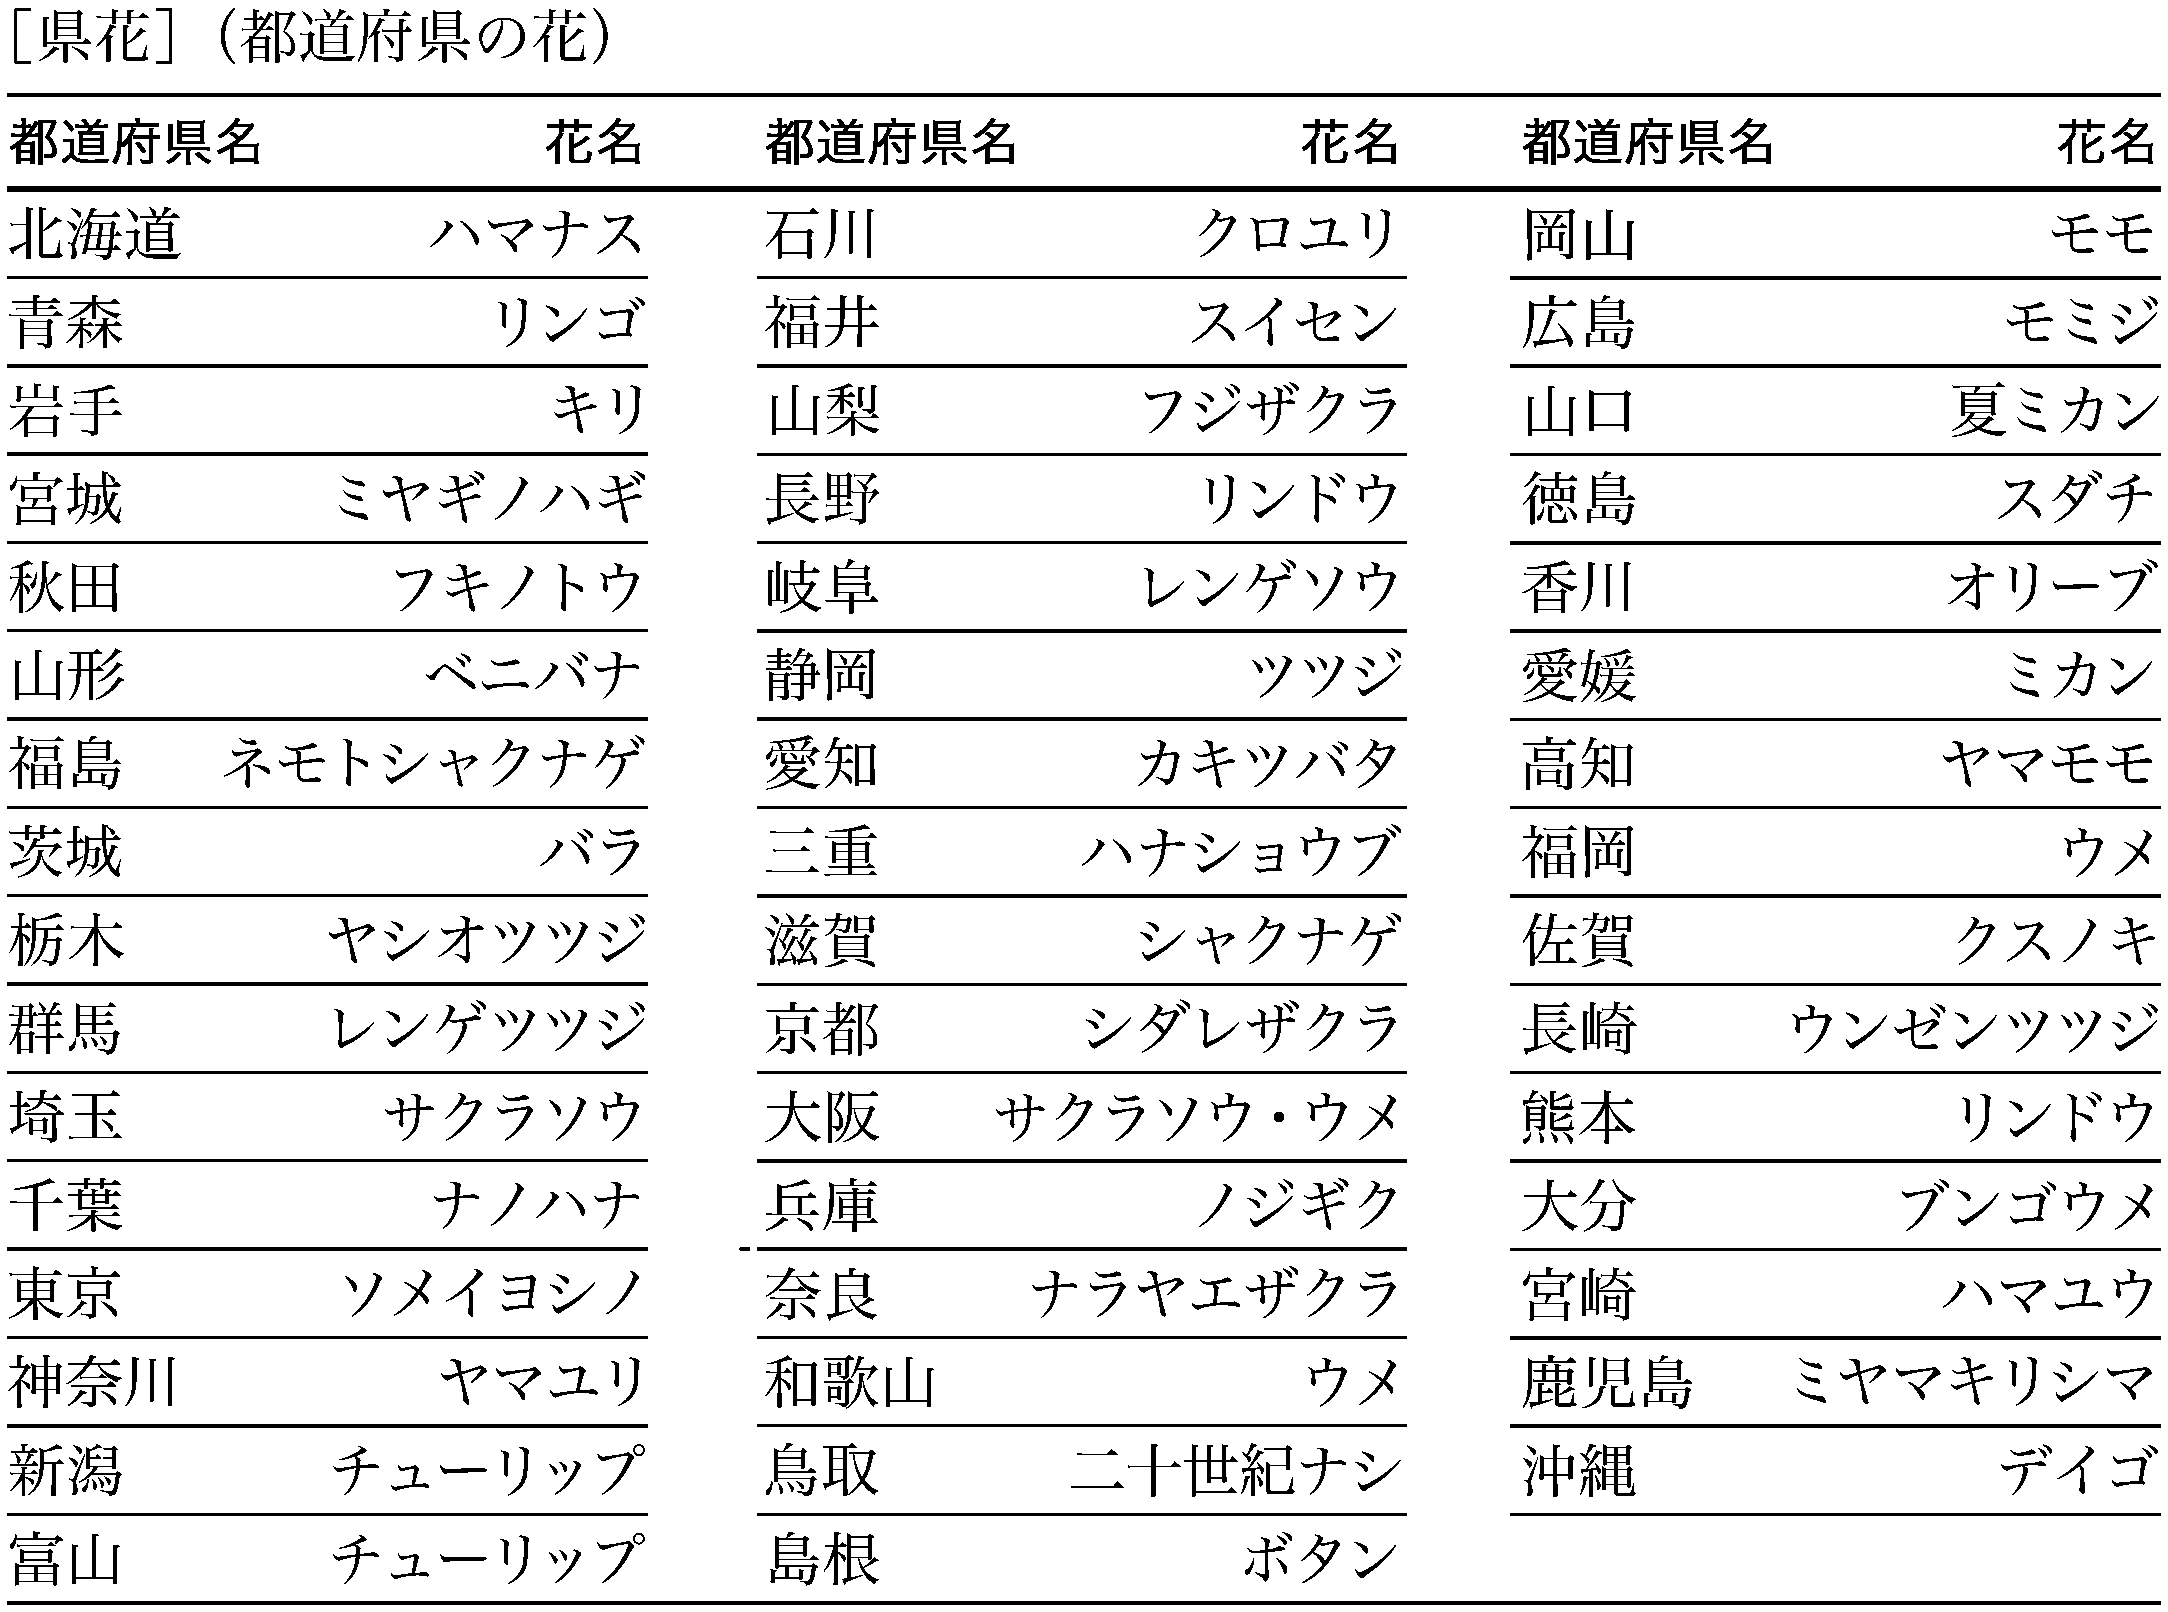 ［県花］（都道府県の花）
都道府県名 花名 都道府県名 花名 都道府県名 花名
北海道 ハマナス 石川 クロユリ 岡山 モモ
青森 リンゴ 福井 スイセン 広島 モミジ
岩手 キリ 山梨 フジザクラ 山口 夏ミカン
宮城 ミヤギノハギ 長野 リンドウ 徳島 スダチ
秋田 フキノトウ 岐阜 レンゲソウ 香川 オリーブ
山形 ベニバナ 静岡 ツツジ 愛媛 ミカン
福島 ネモトシャクナゲ 愛知 カキツバタ 高知 ヤマモモ
茨城 バラ 三重 ハナショウブ 福岡 ウメ
栃木 ヤシオツツジ 滋賀 シャクナゲ 佐賀 クスノキ
群馬 レンゲツツジ 京都 シダレザクラ 長崎 ウンゼンツツジ
埼玉 サクラソウ 大阪 サクラソウ・ウメ 熊本 リンドウ
千葉 ナノハナ 兵庫 ノジギク 大分 ブンゴウメ
東京 ソメイヨシノ 奈良 ナラヤエザクラ 宮崎 ハマユウ
神奈川 ヤマユリ 和歌山 ウメ 鹿児島 ミヤマキリシマ
新潟 チューリップ 鳥取 二十世紀ナシ 沖縄 デイゴ
富山 チューリップ 島根 ボタン